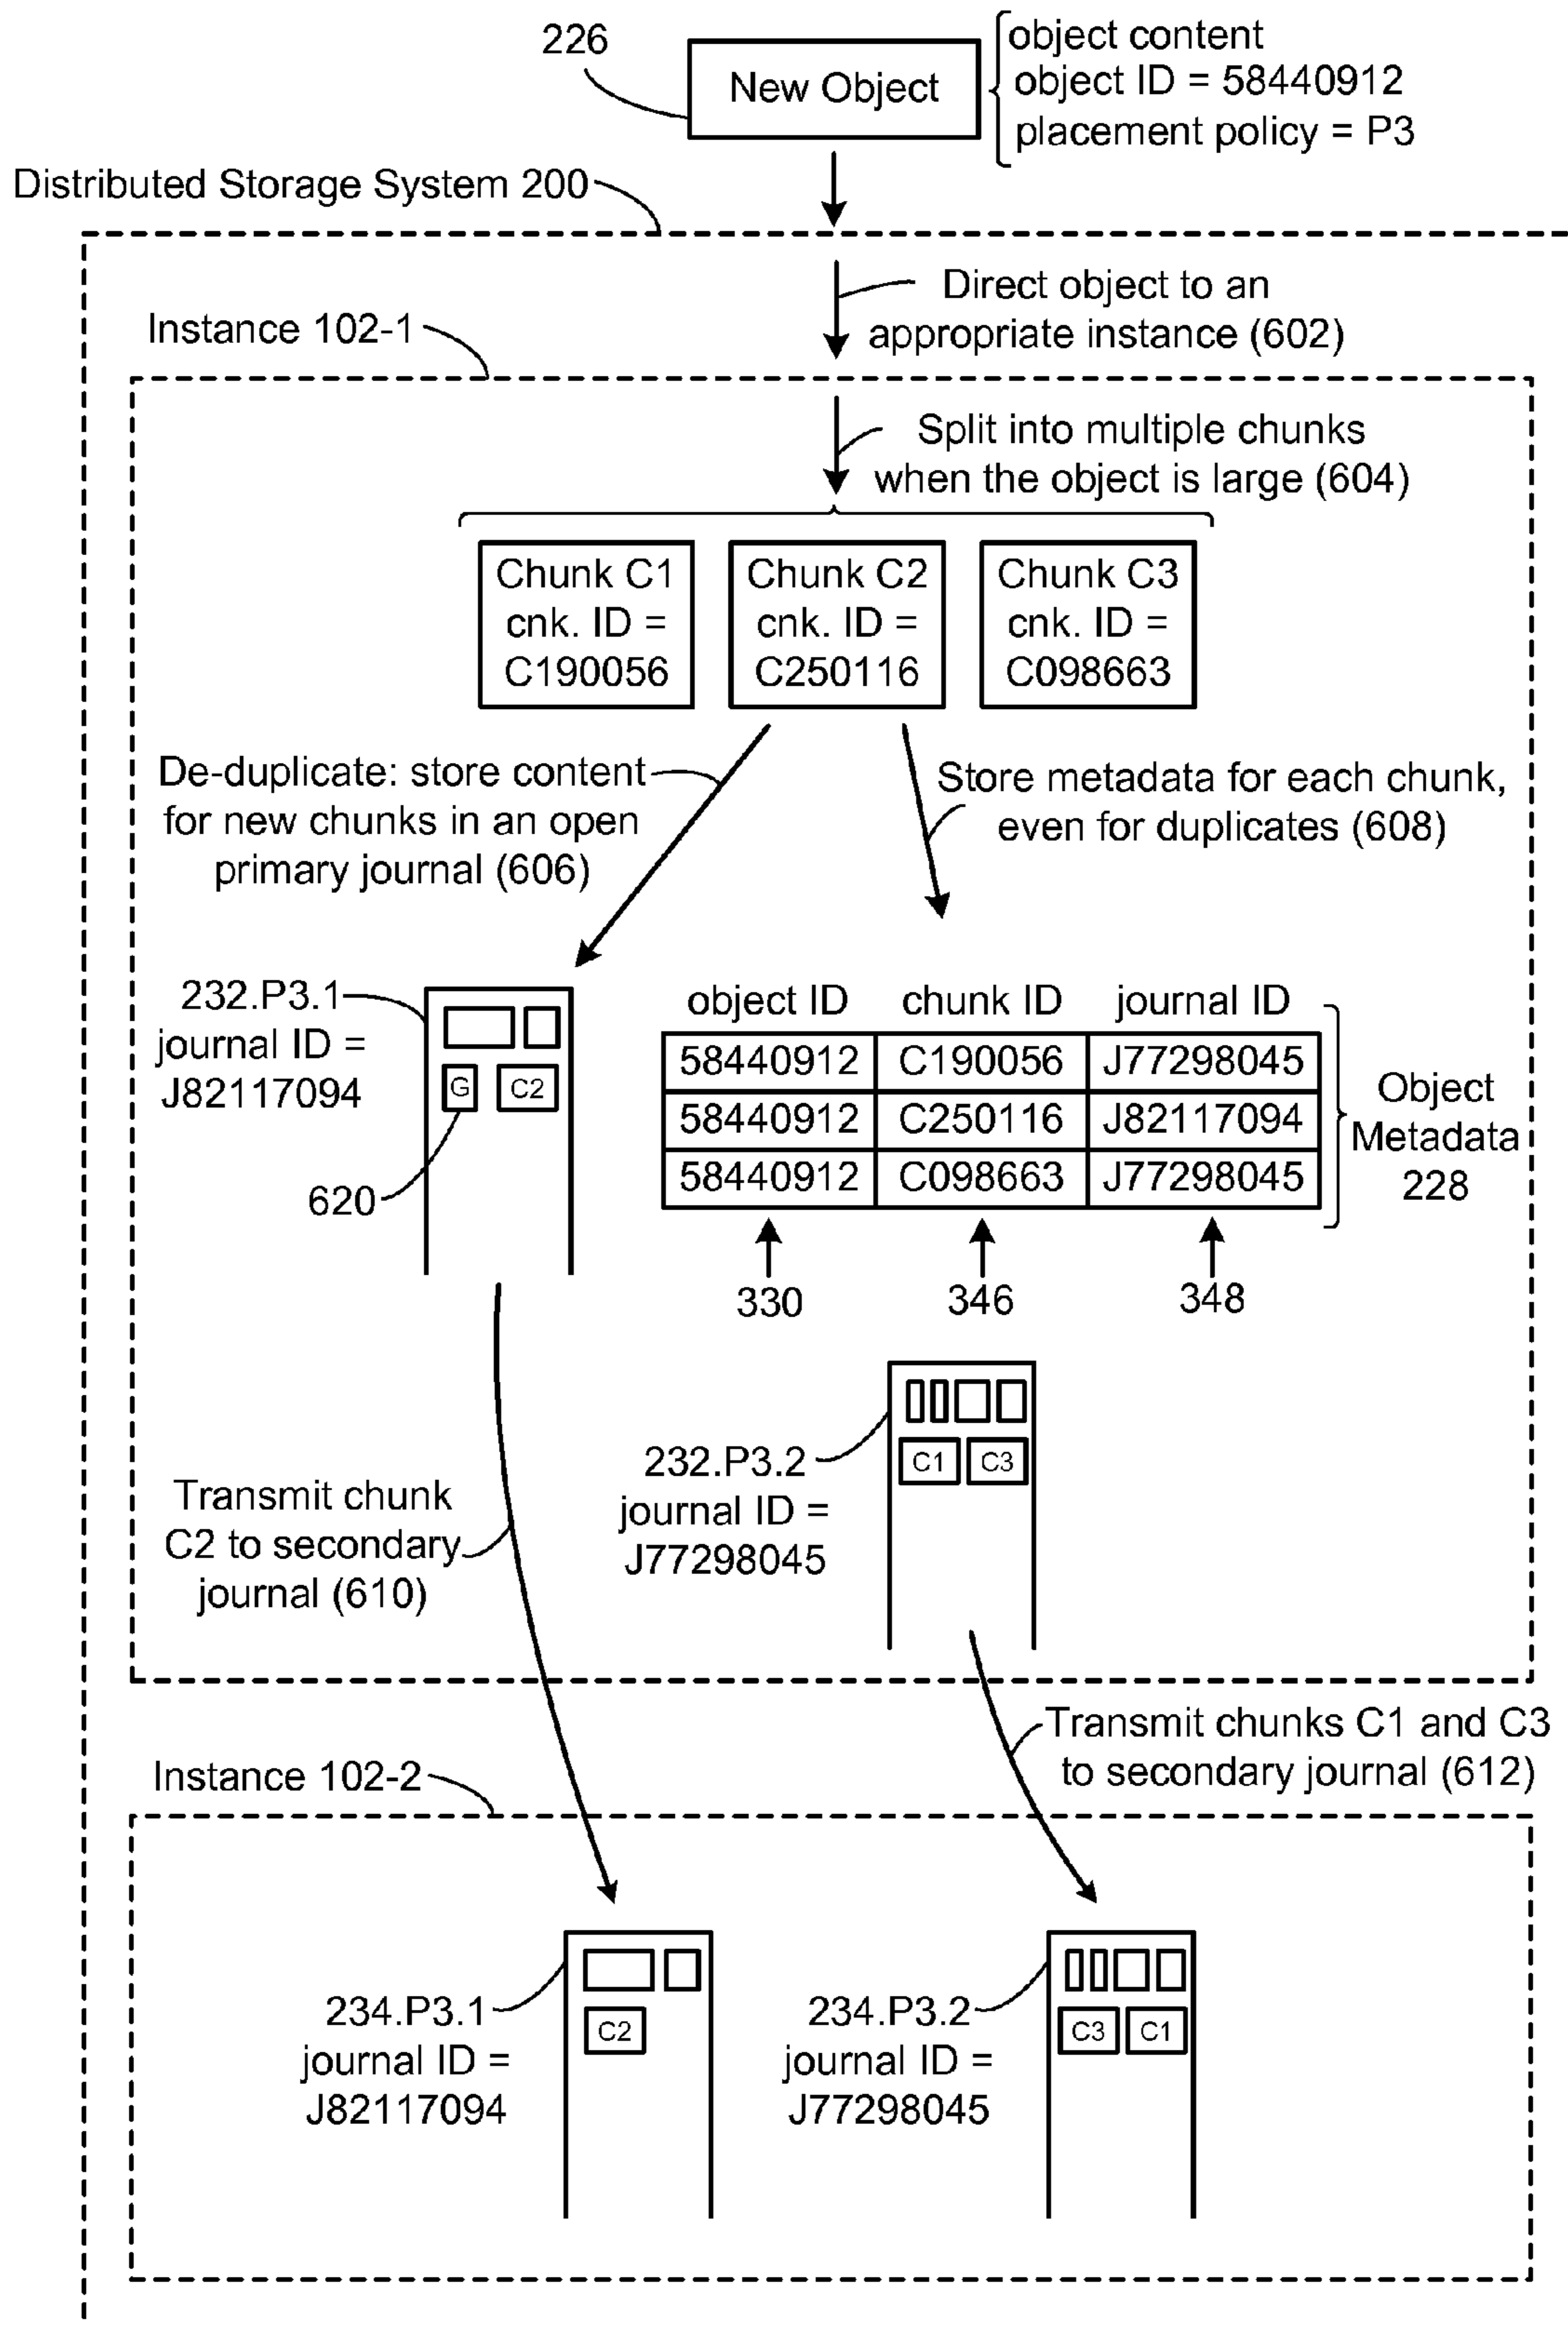 226
New Object
object content
object ID = 58440912
placement policy = P3
Distributed Storage System 200
Direct object to an
appropriate instance (602)
Instance 102-1
Split into multiple chunks
when the object is large (604)
Chunk C1
cnk. ID =
C190056
Chunk C2
cnk. ID =
C250116
Chunk C3
cnk. ID =
C098663
De-duplicate: store content
for new chunks in an open
primary journal (606)
Store metadata for each chunk,
even for duplicates (608)
232.P3.1
journal ID =
J82117094
G
C2
620
object ID chunk ID journal ID
58440912 C190056 J77298045
58440912 C250116 J82117094
58440912 C098663 J77298045
Object
Metadata
228
330
346
348
232.P3.2
journal ID =
J77298045
C1
C3
Transmit chunk
C2 to secondary
journal (610)
Transmit chunks C1 and C3
to secondary journal (612)
Instance 102-2
234.P3.1
journal ID =
J82117094
C2
234.P3.2
journal ID =
J77298045
C3
C1